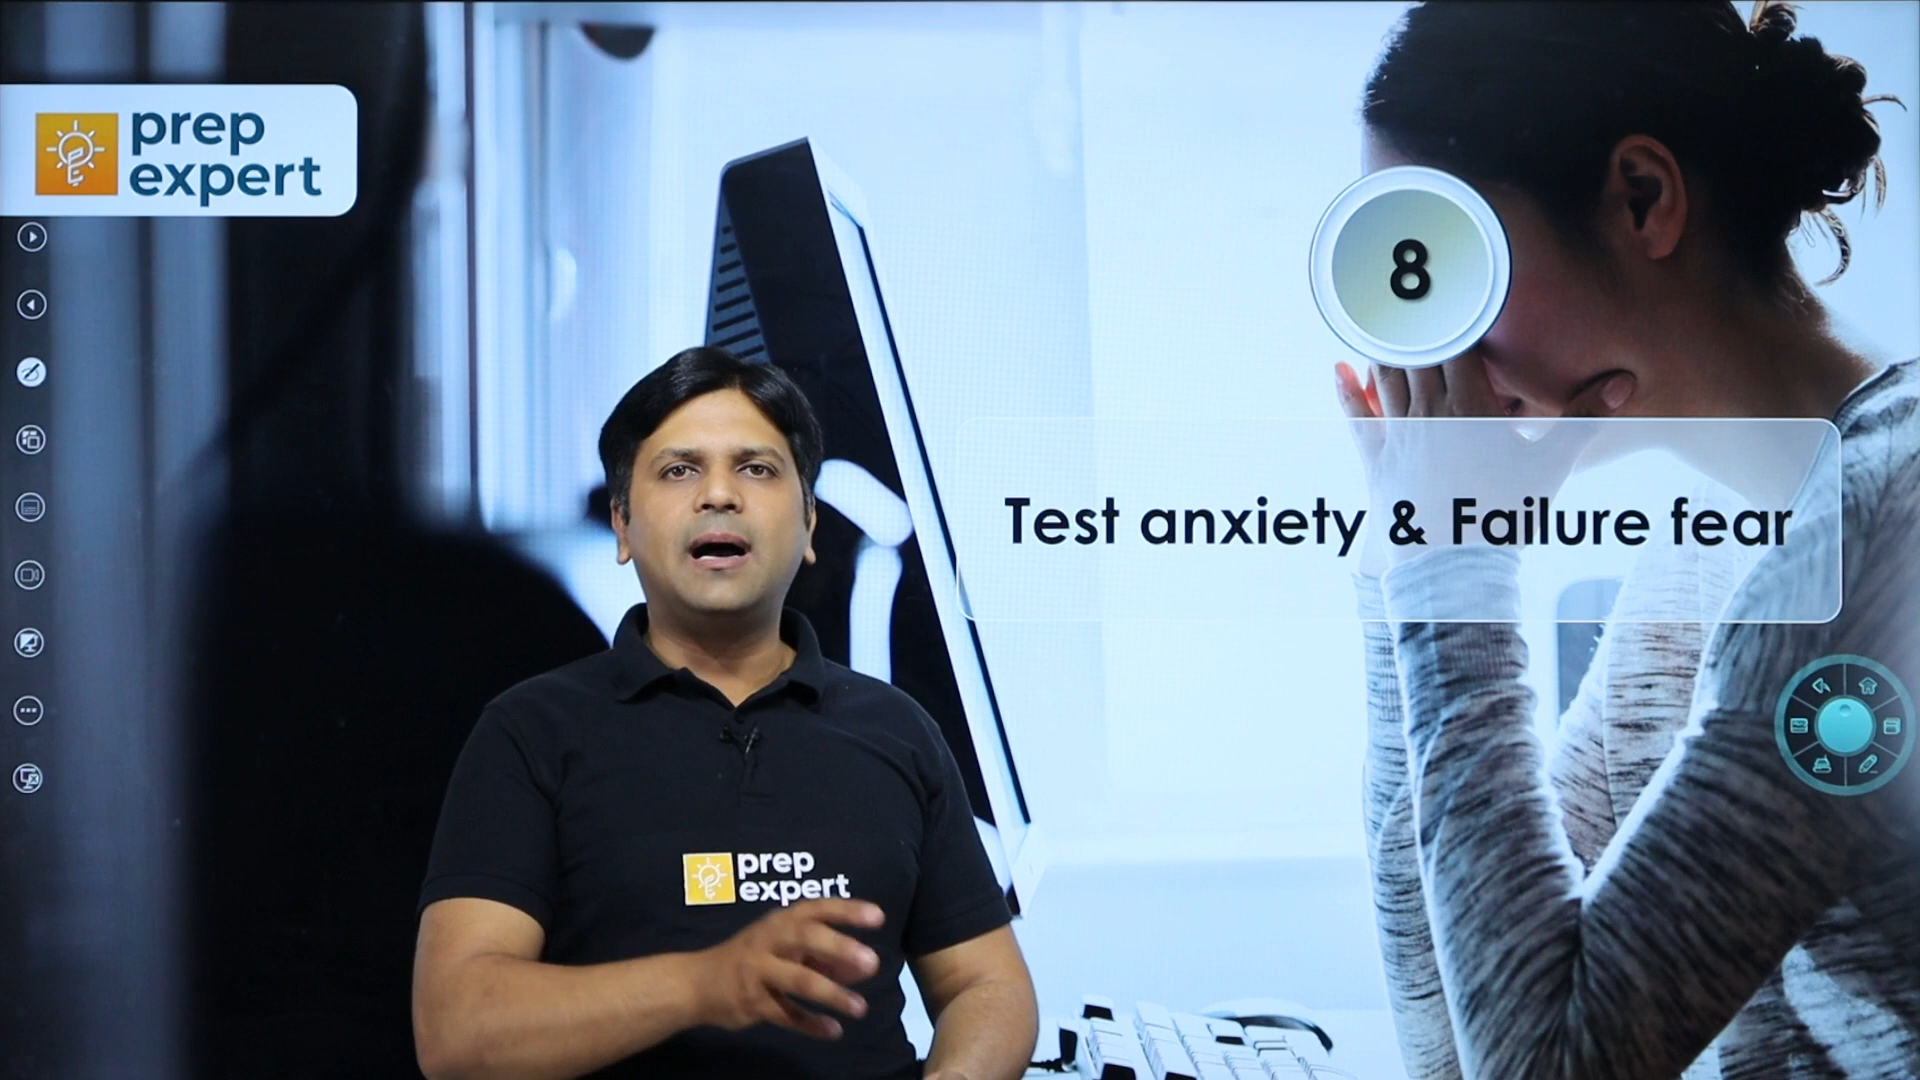 prep
expert
8
Test anxiety & Failure fear
prep
expert